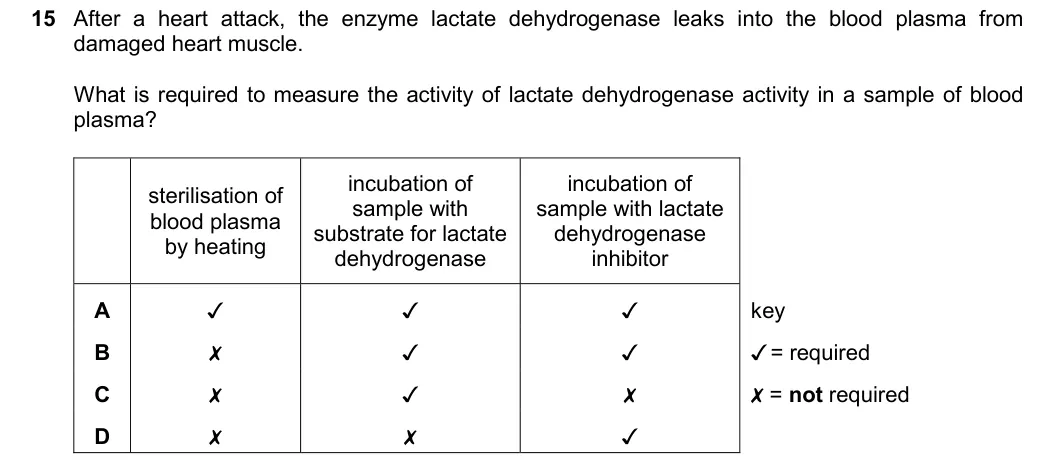 15 After a heart attack, the enzyme lactate dehydrogenase leaks into the blood plasma from
damaged heart muscle.
What is required to measure the activity of lactate dehydrogenase activity in a sample of blood
plasma?
sterilisation of
blood plasma
by heating
incubation of
sample with
substrate for lactate
dehydrogenase
incubation of
sample with lactate
dehydrogenase
inhibitor
A ✓ ✓ ✓ key
B ✗ ✓ ✓ ✓ = required
C ✗ ✓ ✗ ✗ = not required
D ✗ ✗ ✓